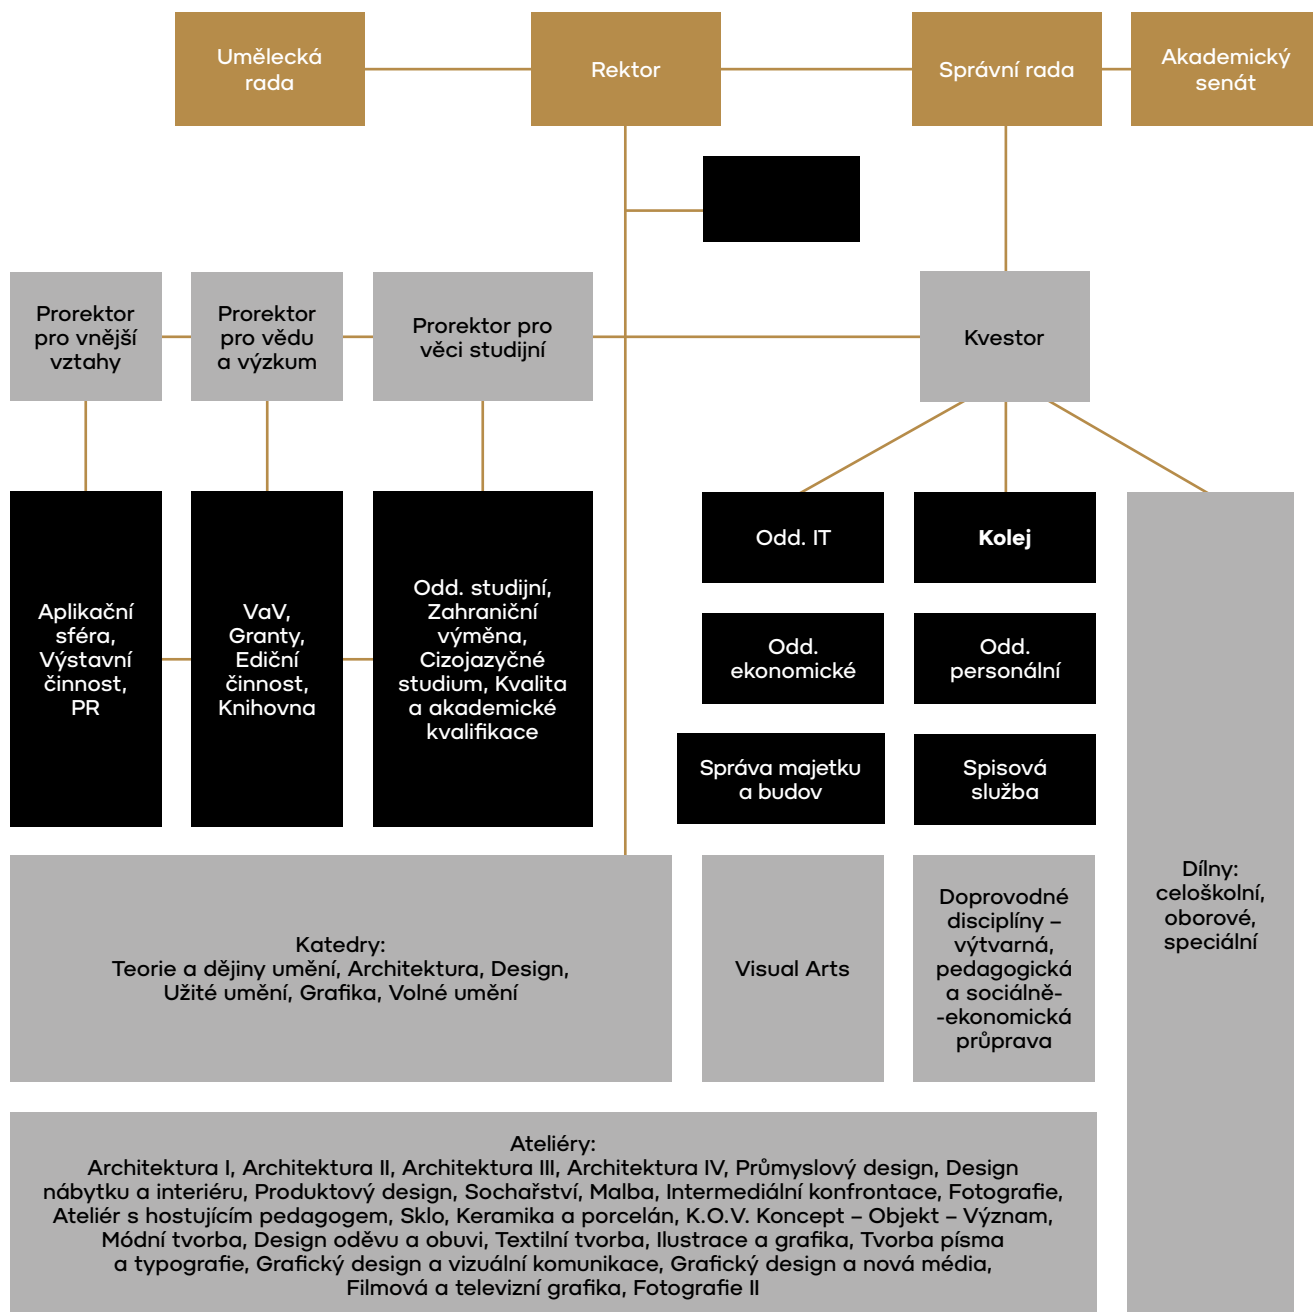 Umělecká
rada
Rektor
Správní rada
Akademický
senát
Prorektor
pro vnější
vztahy
Prorektor
pro vědu
a výzkum
Prorektor pro
věci studijní
Kvestor
Aplikační
sféra,
Výstavní
činnost,
PR
VaV,
Granty,
Ediční
činnost,
Knihovna
Odd. studijní,
Zahraniční
výměna,
Cizojazyčné
studium, Kvalita
a akademické
kvalifikace
Odd. IT
Kolej
Odd.
ekonomické
Odd.
personální
Správa majetku
a budov
Spisová
služba
Dílny:
celoškolní,
oborové,
speciální
Katedry:
Teorie a dějiny umění, Architektura, Design,
Užité umění, Grafika, Volné umění
Visual Arts
Doprovodné
disciplíny –
výtvarná,
pedagogická
a sociálně-
-ekonomická
průprava
Ateliéry:
Architektura I, Architektura II, Architektura III, Architektura IV, Průmyslový design, Design
nábytku a interiéru, Produktový design, Sochařství, Malba, Intermediální konfrontace, Fotografie,
Ateliér s hostujícím pedagogem, Sklo, Keramika a porcelán, K.O.V. Koncept – Objekt – Význam,
Módní tvorba, Design oděvu a obuvi, Textilní tvorba, Ilustrace a grafika, Tvorba písma
a typografie, Grafický design a vizuální komunikace, Grafický design a nová média,
Filmová a televizní grafika, Fotografie II